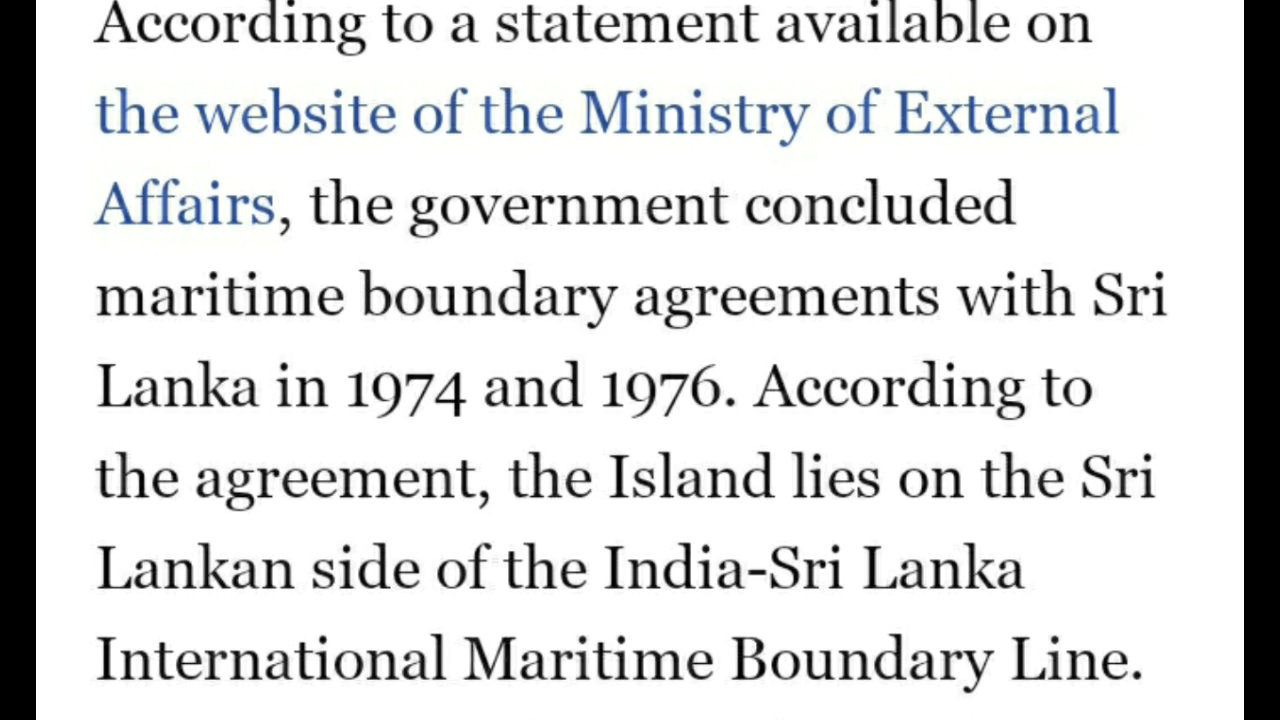 According to a statement available on
the website of the Ministry of External
Affairs, the government concluded
maritime boundary agreements with Sri
Lanka in 1974 and 1976. According to
the agreement, the Island lies on the Sri
Lankan side of the India-Sri Lanka
International Maritime Boundary Line.